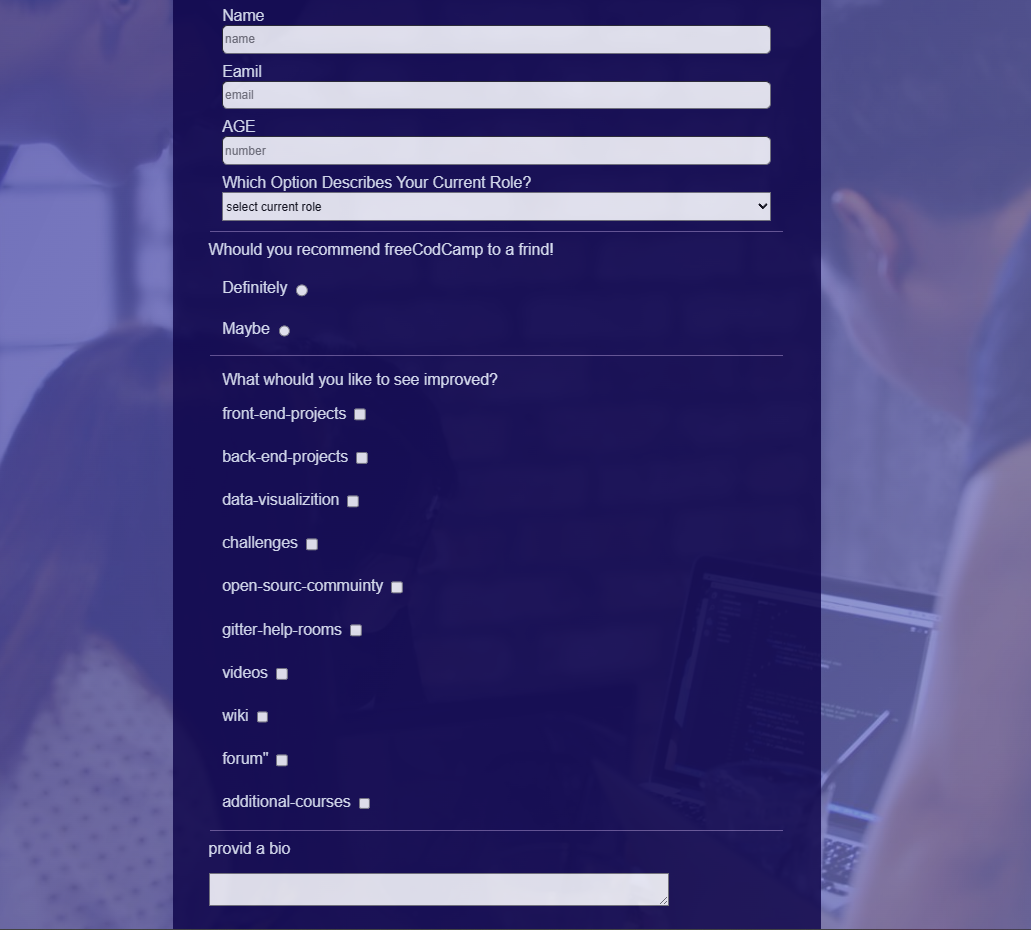 Name
name
Eamil
email
AGE
number
Which Option Describes Your Current Role?
select current role
Whould you recommend freeCodCamp to a frind!
Definitely
Maybe
What whould you like to see improved?
front-end-projects
back-end-projects
data-visualizition
challenges
open-sourc-commuinty
gitter-help-rooms
videos
wiki
forum"
additional-courses
provid a bio